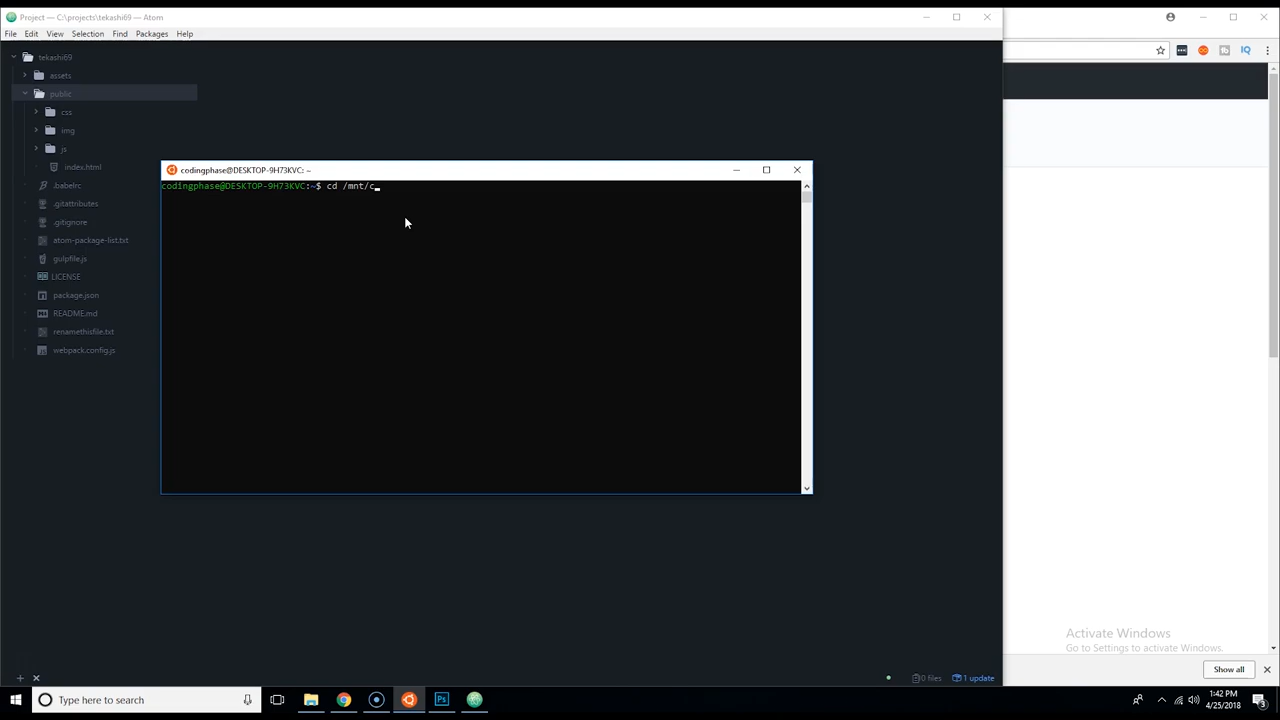 Project — C:\projects\tekashi69 — Atom
File Edit View Selection Find Packages Help
tekashi69
assets
public
css
img
js
index.html
.babelrc
.gitattributes
.gitignore
atom-package-list.txt
gulpfile.js
LICENSE
package.json
README.md
renamethisfile.txt
webpack.config.js
codingphase@DESKTOP-9H73KVC: ~
codingphase@DESKTOP-9H73KVC:~$ cd /mnt/c
IQ
Activate Windows
Go to Settings to activate Windows.
Show all
0 files 1 update
Type here to search
Ps
1:42 PM
4/25/2018
3